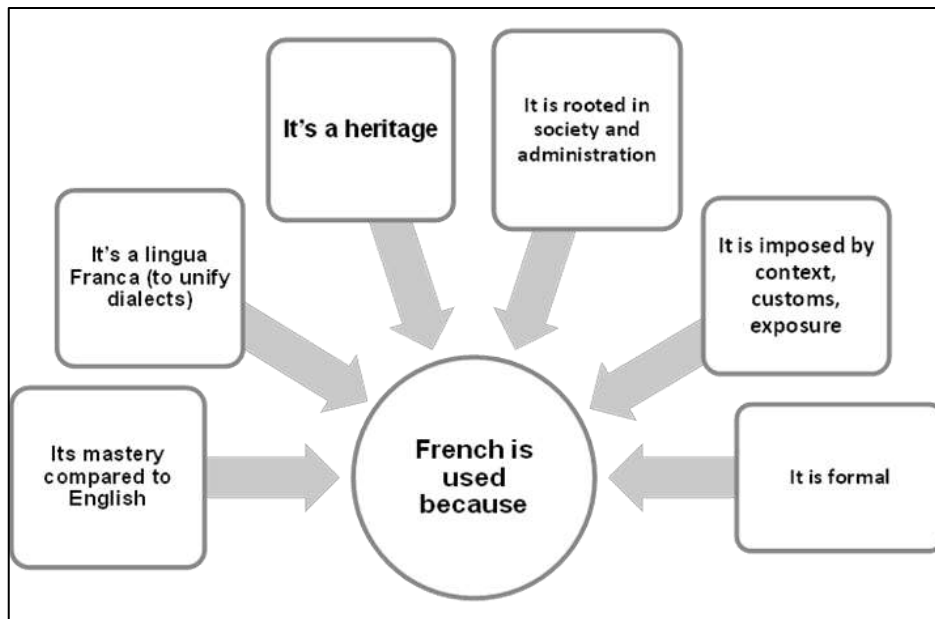 It's a heritage
It is rooted in
society and
administration
It's a lingua
Franca (to unify
dialects)
It is imposed by
context,
customs,
exposure
Its mastery
compared to
English
French is
used
because
It is formal